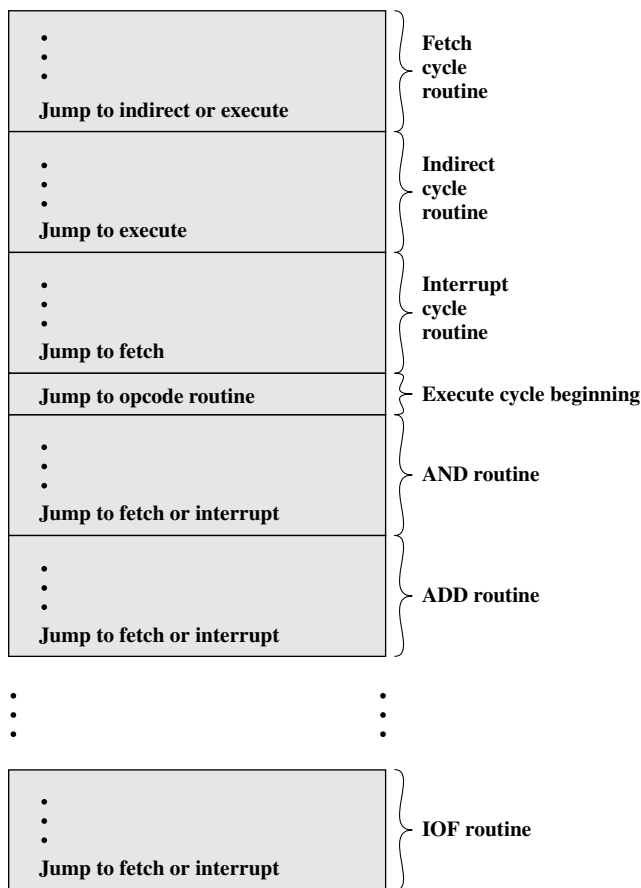 Fetch
cycle
routine
Jump to indirect or execute
Indirect
cycle
routine
Jump to execute
Interrupt
cycle
routine
Jump to fetch
Jump to opcode routine
Execute cycle beginning
AND routine
Jump to fetch or interrupt
ADD routine
Jump to fetch or interrupt
IOF routine
Jump to fetch or interrupt